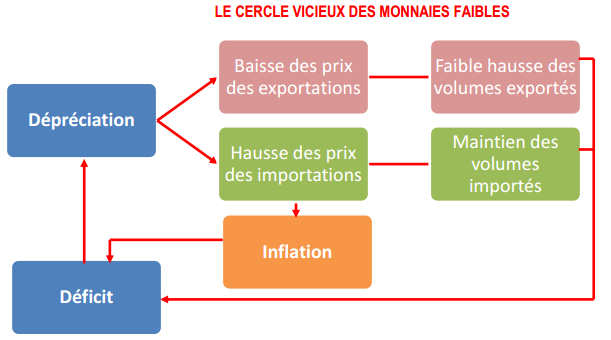 LE CERCLE VICIEUX DES MONNAIES FAIBLES
Baisse des prix
des exportations
Faible hausse des
volumes exportés
Dépréciation
Hausse des prix
des importations
Maintien des
volumes
importés
Inflation
Déficit